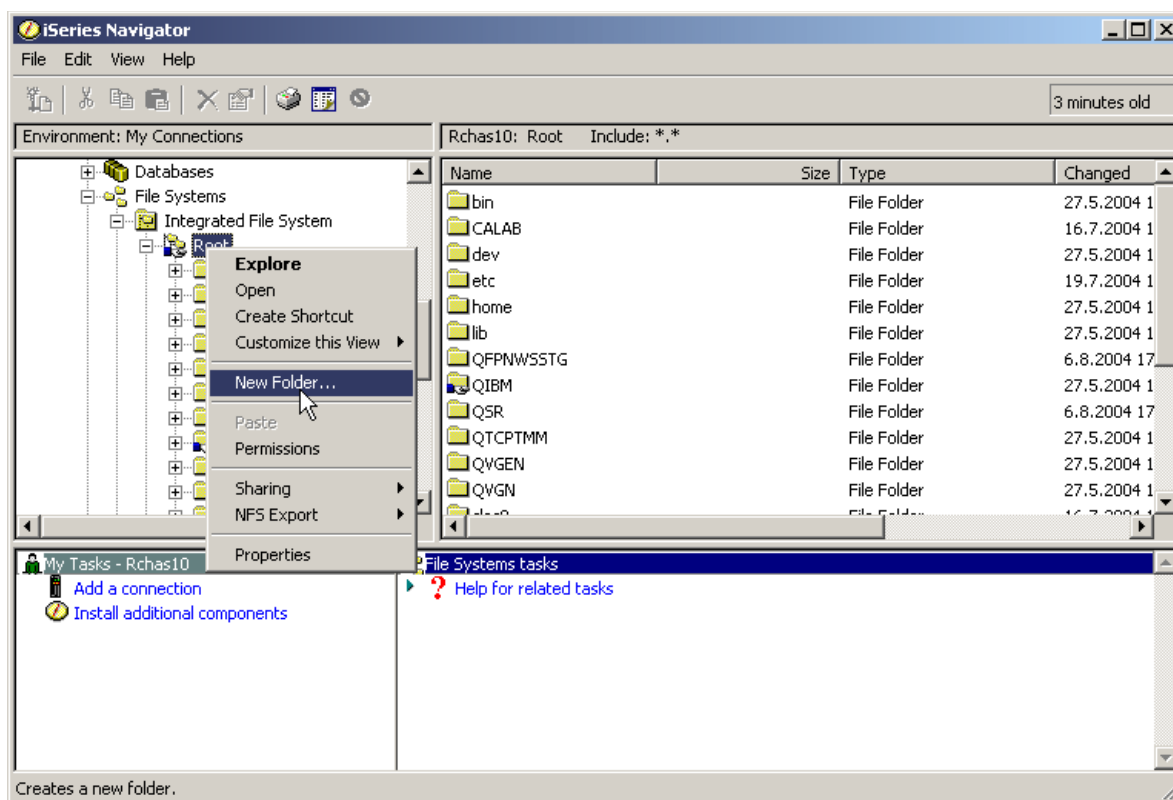 iSeries Navigator
File Edit View Help
3 minutes old
Environment: My Connections
Rchas10: Root Include: *.*
Databases
File Systems
Integrated File System
Root
Explore
Open
Create Shortcut
Customize this View
New Folder...
Paste
Permissions
Sharing
NFS Export
Properties
Name Size Type Changed
bin File Folder 27.5.2004 1
CALAB File Folder 16.7.2004 1
dev File Folder 27.5.2004 1
etc File Folder 19.7.2004 1
home File Folder 27.5.2004 1
lib File Folder 27.5.2004 1
QFPNWSSTG File Folder 6.8.2004 17
QIBM File Folder 27.5.2004 1
QSR File Folder 6.8.2004 17
QTCPTMM File Folder 27.5.2004 1
QVGEN File Folder 27.5.2004 1
QVGN File Folder 27.5.2004 1
File Folder
My Tasks - Rchas10
Add a connection
Install additional components
File Systems tasks
? Help for related tasks
Creates a new folder.